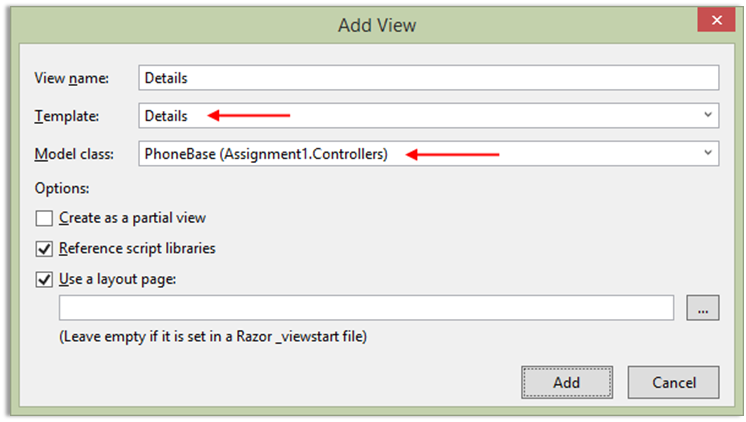 Add View
View name: Details
Template: Details
Model class: PhoneBase (Assignment1.Controllers)
Options:
Create as a partial view
Reference script libraries
Use a layout page:
...
(Leave empty if it is set in a Razor _viewstart file)
Add Cancel